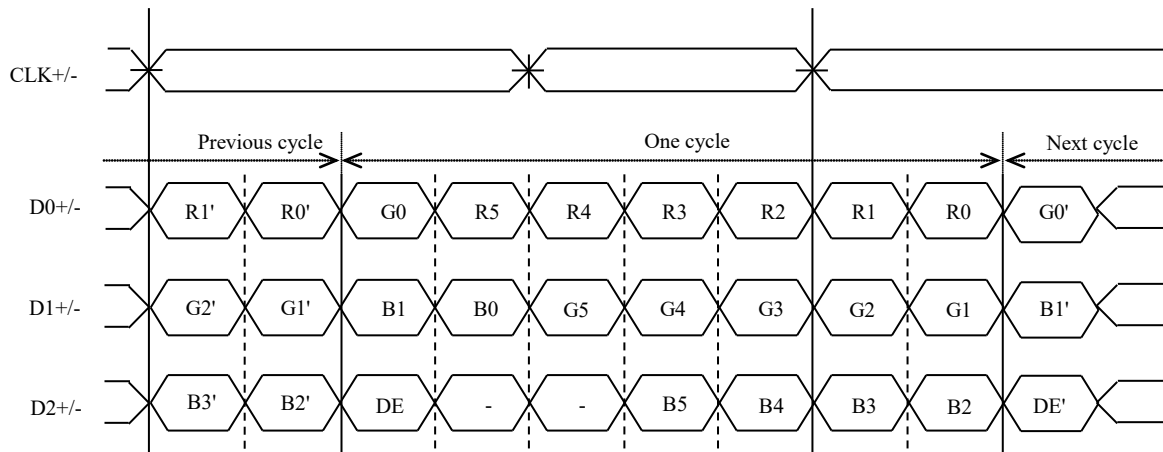 CLK+/-
Previous cycle One cycle Next cycle
D0+/- R1' R0' G0 R5 R4 R3 R2 R1 R0 G0'
D1+/- G2' G1' B1 B0 G5 G4 G3 G2 G1 B1'
D2+/- B3' B2' DE - - B5 B4 B3 B2 DE'